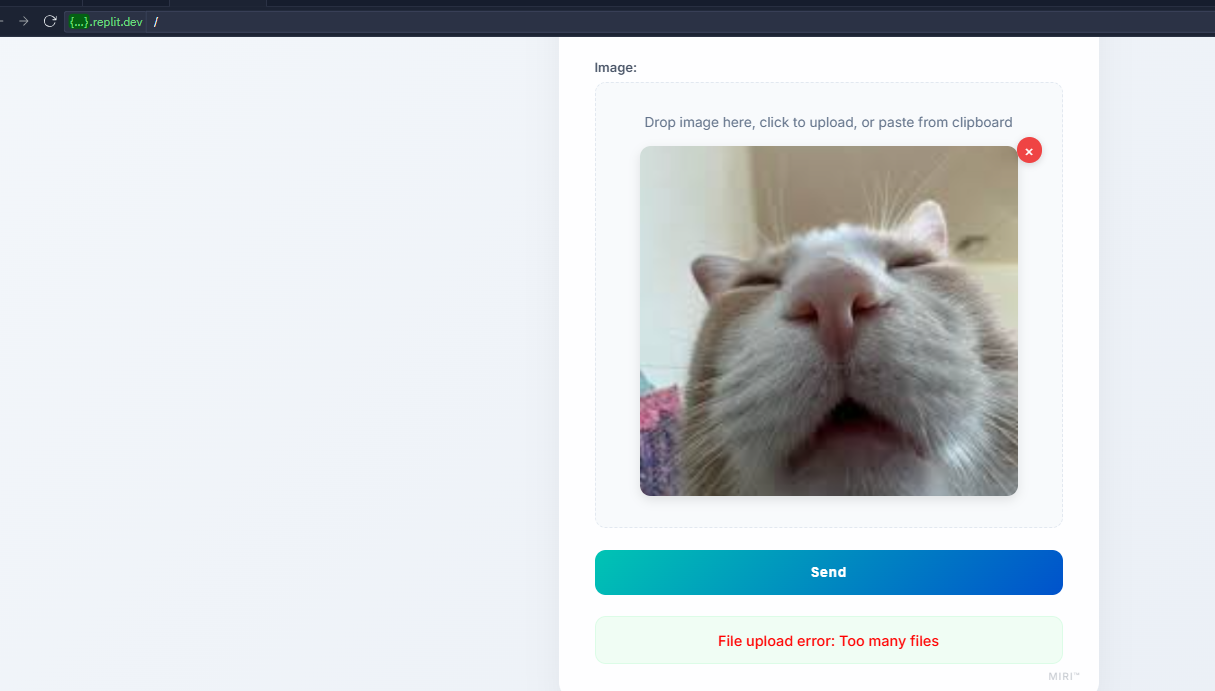 {...}.replit.dev /
Image:
Drop image here, click to upload, or paste from clipboard
×
Send
File upload error: Too many files
MIRI™